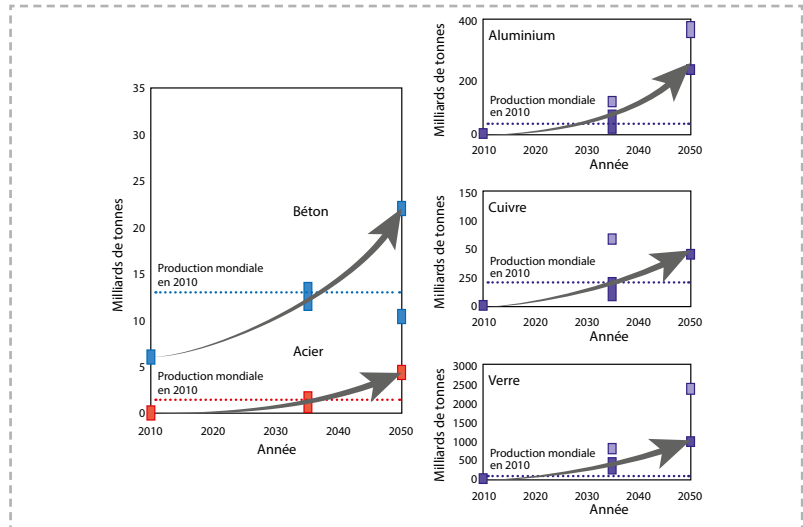 Milliards de tonnes
35
30
25
20
15
10
5
0
Béton
Production mondiale
en 2010
Acier
Production mondiale
en 2010
2010 2020 2030 2040 2050
Année
Milliards de tonnes
400
200
0
Aluminium
Production mondiale
en 2010
2010 2020 2030 2040 2050
Année
Milliards de tonnes
150
100
50
250
0
Cuivre
Production mondiale
en 2010
2010 2020 2030 2040 2050
Année
Milliards de tonnes
3000
2500
2000
1500
1000
500
0
Verre
Production mondiale
en 2010
2010 2020 2030 2040 2050
Année